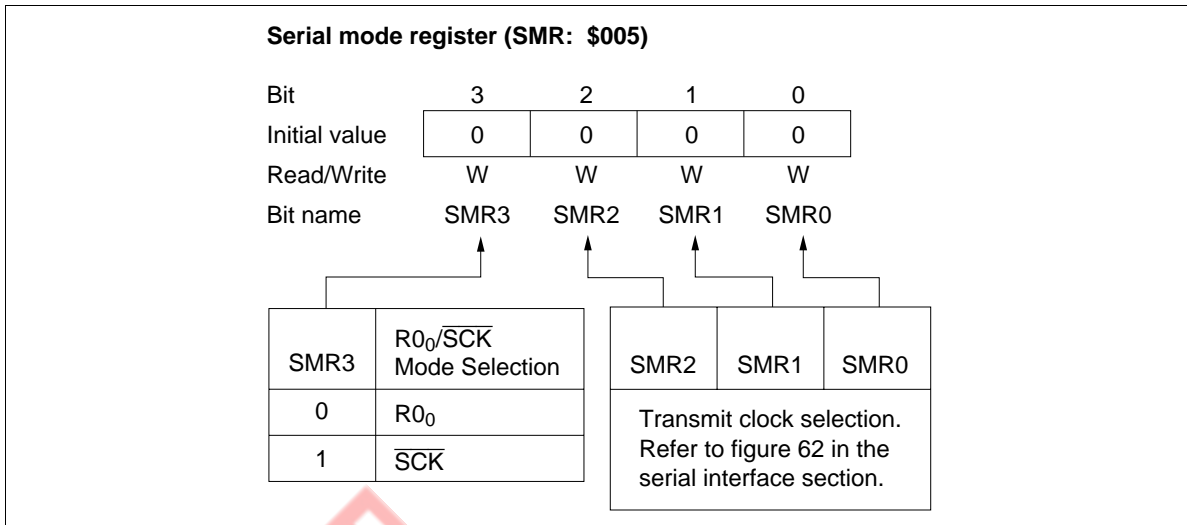 Serial mode register (SMR: $005)
Bit 3 2 1 0
Initial value 0 0 0 0
Read/Write W W W W
Bit name SMR3 SMR2 SMR1 SMR0
SMR3
R0₀/S̅C̅K̅
Mode Selection
0 R0₀
1 S̅C̅K̅
SMR2 SMR1 SMR0
Transmit clock selection.
Refer to figure 62 in the
serial interface section.